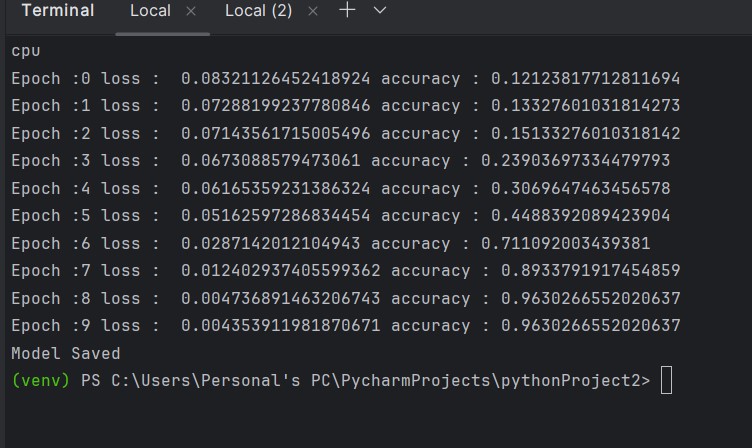 Terminal Local × Local (2) ×
cpu
Epoch :0 loss :  0.08321126452418924 accuracy : 0.12123817712811694
Epoch :1 loss :  0.07288199237780846 accuracy : 0.13327601031814273
Epoch :2 loss :  0.07143561715005496 accuracy : 0.15133276010318142
Epoch :3 loss :  0.0673088579473061 accuracy : 0.23903697334479793
Epoch :4 loss :  0.06165359231386324 accuracy : 0.3069647463456578
Epoch :5 loss :  0.05162597286834454 accuracy : 0.4488392089423904
Epoch :6 loss :  0.0287142012104943 accuracy : 0.711092003439381
Epoch :7 loss :  0.012402937405599362 accuracy : 0.8933791917454859
Epoch :8 loss :  0.004736891463206743 accuracy : 0.9630266552020637
Epoch :9 loss :  0.004353911981870671 accuracy : 0.9630266552020637
Model Saved
(venv) PS C:\Users\Personal's PC\PycharmProjects\pythonProject2>